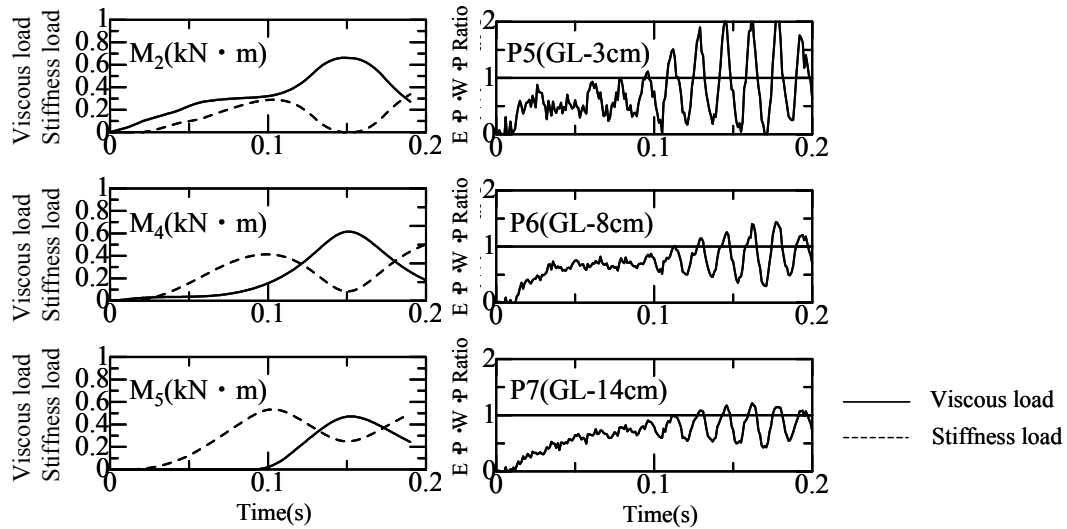 Viscous load
Stiffness load
1
0.8
0.6
0.4
0.2
0
M2(kN・m)
0
0.1
0.2
E・P・W・P Ratio
2
1
0
P5(GL-3cm)
0
0.1
0.2
Viscous load
Stiffness load
1
0.8
0.6
0.4
0.2
0
M4(kN・m)
0
0.1
0.2
E・P・W・P Ratio
2
1
0
P6(GL-8cm)
0
0.1
0.2
Viscous load
Stiffness load
1
0.8
0.6
0.4
0.2
0
M5(kN・m)
0
0.1
0.2
Time(s)
E・P・W・P Ratio
2
1
0
P7(GL-14cm)
0
0.1
0.2
Time(s)
Viscous load
Stiffness load